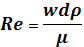 Re = wdρ / μ